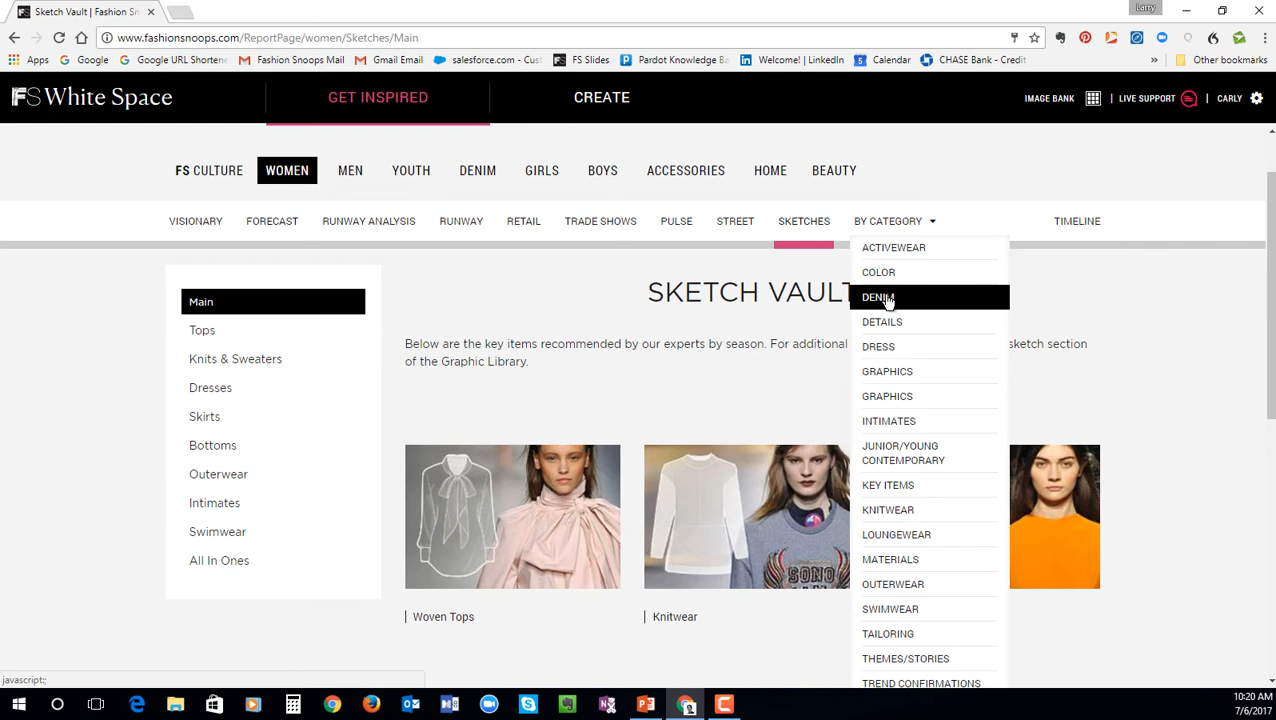 Sketch Vault | Fashion Sn
Larry
www.fashionsnoops.com/ReportPage/women/Sketches/Main
Apps Google Google URL Shortene Fashion Snoops Mail Gmail Email salesforce.com - Cust FS Slides Pardot Knowledge Ba Welcome! | LinkedIn Calendar CHASE Bank - Credit » Other bookmarks
FS White Space GET INSPIRED CREATE IMAGE BANK LIVE SUPPORT CARLY
FS CULTURE WOMEN MEN YOUTH DENIM GIRLS BOYS ACCESSORIES HOME BEAUTY
VISIONARY FORECAST RUNWAY ANALYSIS RUNWAY RETAIL TRADE SHOWS PULSE STREET SKETCHES BY CATEGORY TIMELINE
ACTIVEWEAR
COLOR
DENIM
DETAILS
DRESS
GRAPHICS
GRAPHICS
INTIMATES
JUNIOR/YOUNG
CONTEMPORARY
KEY ITEMS
KNITWEAR
LOUNGEWEAR
MATERIALS
OUTERWEAR
SWIMWEAR
TAILORING
THEMES/STORIES
TREND CONFIRMATIONS
Main
Tops
Knits & Sweaters
Dresses
Skirts
Bottoms
Outerwear
Intimates
Swimwear
All In Ones
SKETCH VAULT
Below are the key items recommended by our experts by season. For additional sketch section
of the Graphic Library.
SONO
Woven Tops
Knitwear
javascript:;
10:20 AM
7/6/2017